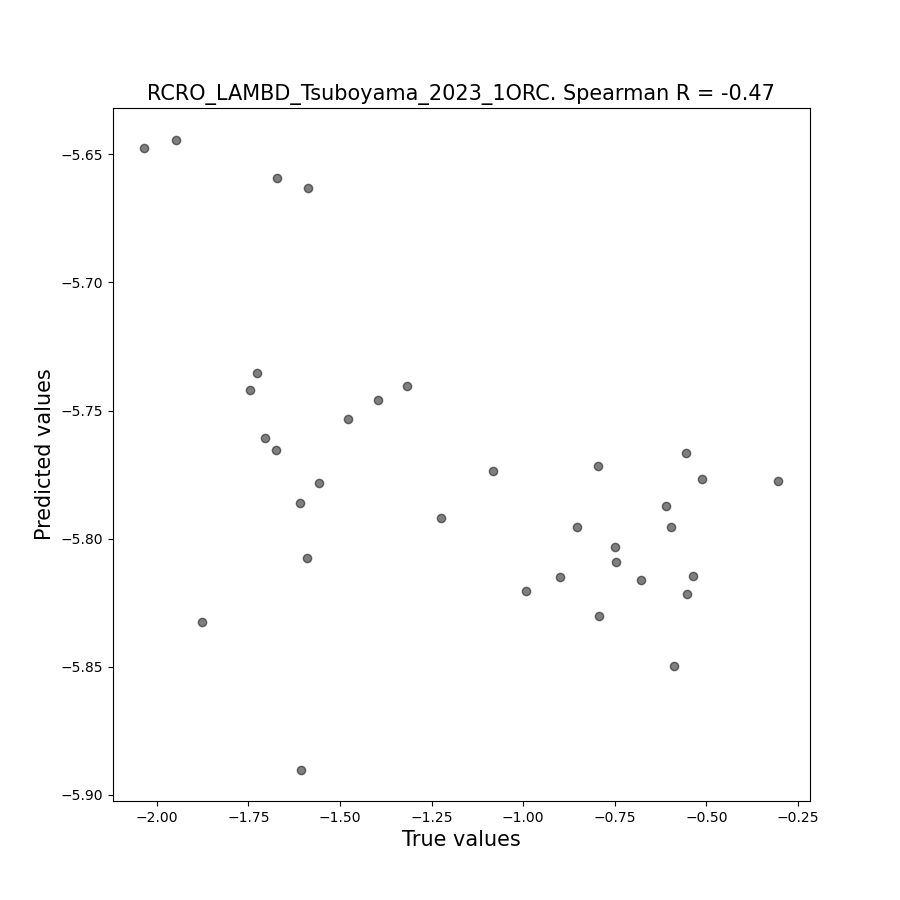 RCRO_LAMBD_Tsuboyama_2023_1ORC. Spearman R = -0.47
−5.65
−5.70
−5.75
−5.80
−5.85
−5.90
Predicted values
−2.00 −1.75 −1.50 −1.25 −1.00 −0.75 −0.50 −0.25
True values